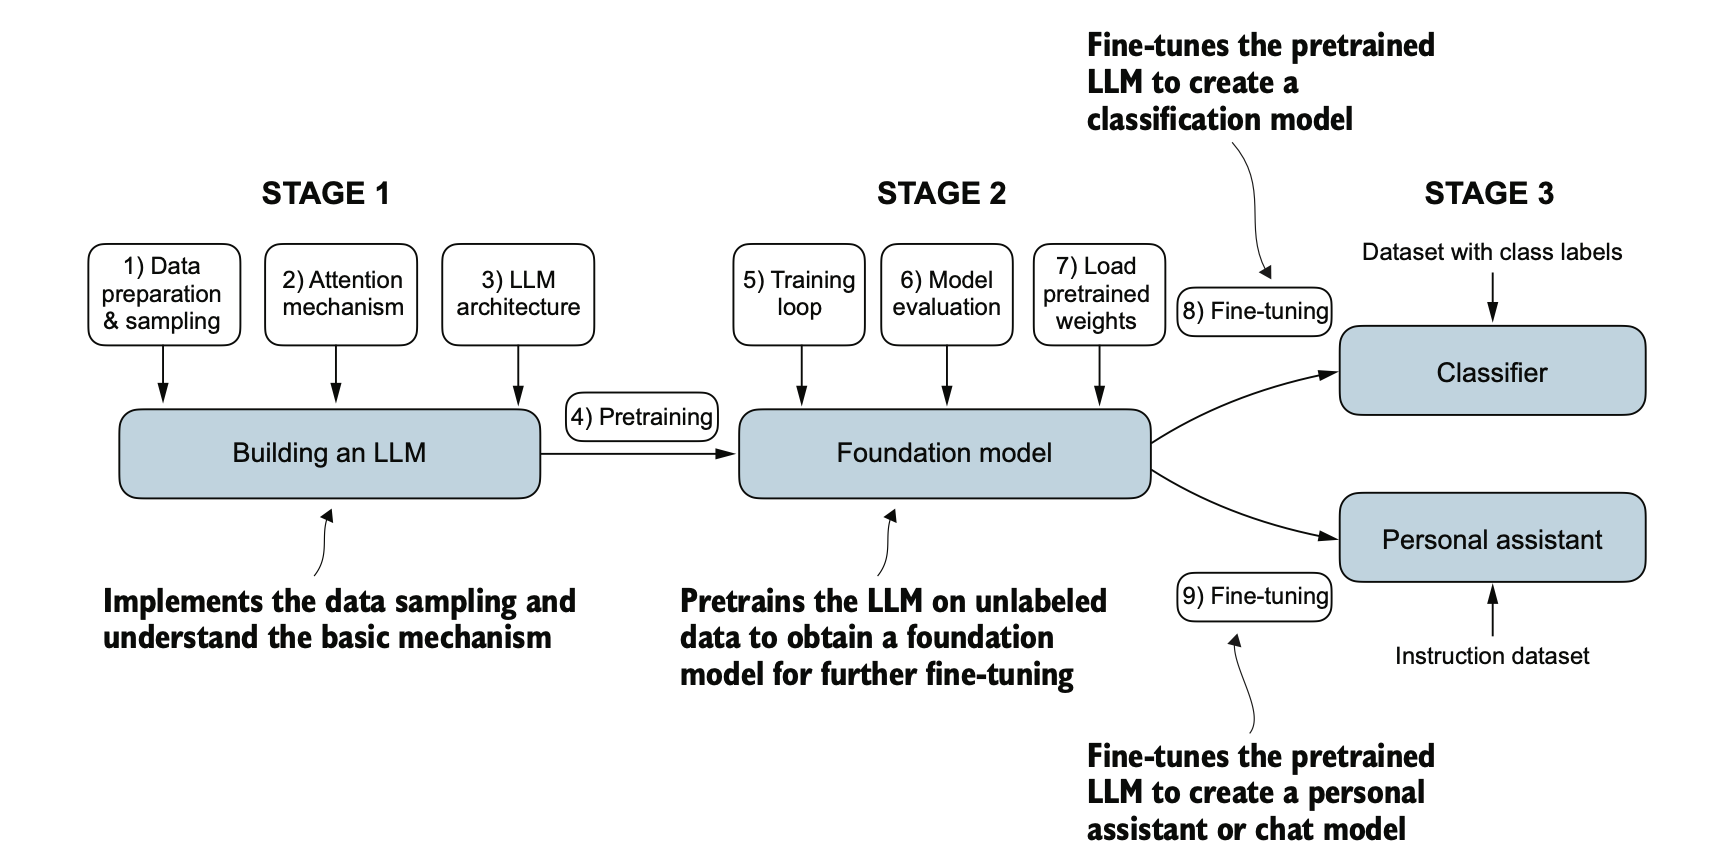 Fine-tunes the pretrained
LLM to create a
classification model
STAGE 1
STAGE 2
STAGE 3
1) Data
preparation
& sampling
2) Attention
mechanism
3) LLM
architecture
5) Training
loop
6) Model
evaluation
7) Load
pretrained
weights
8) Fine-tuning
Dataset with class labels
Classifier
4) Pretraining
Building an LLM
Foundation model
Personal assistant
9) Fine-tuning
Instruction dataset
Implements the data sampling and
understand the basic mechanism
Pretrains the LLM on unlabeled
data to obtain a foundation
model for further fine-tuning
Fine-tunes the pretrained
LLM to create a personal
assistant or chat model